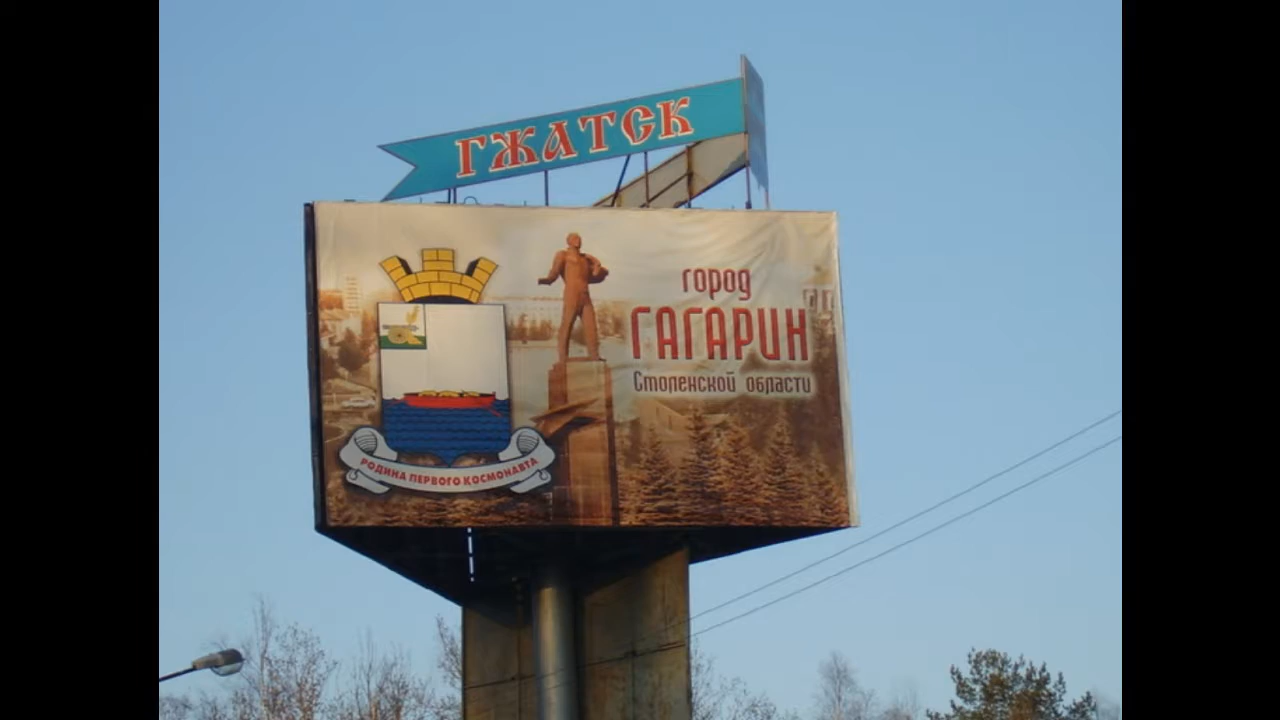 ГЖАТСК
город
ГАГАРИН
Смоленской области
РОДИНА ПЕРВОГО КОСМОНАВТА